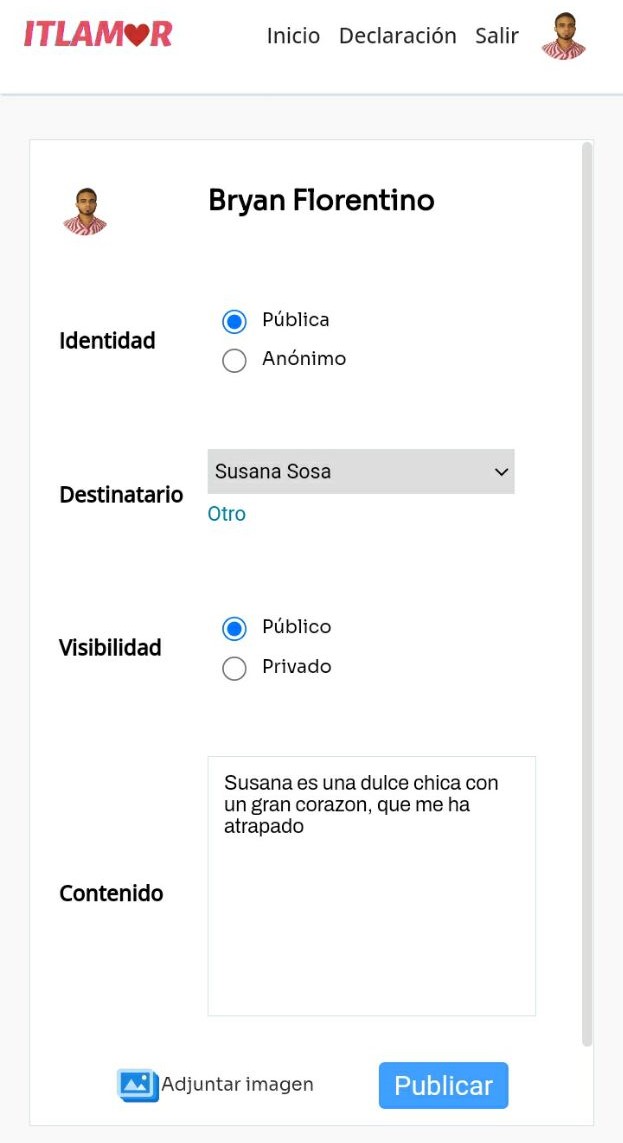 ITLAMOR
Inicio Declaración Salir
Bryan Florentino
Identidad
Pública
Anónimo
Destinatario
Susana Sosa
Otro
Visibilidad
Público
Privado
Contenido
Susana es una dulce chica con
un gran corazon, que me ha
atrapado
Adjuntar imagen
Publicar